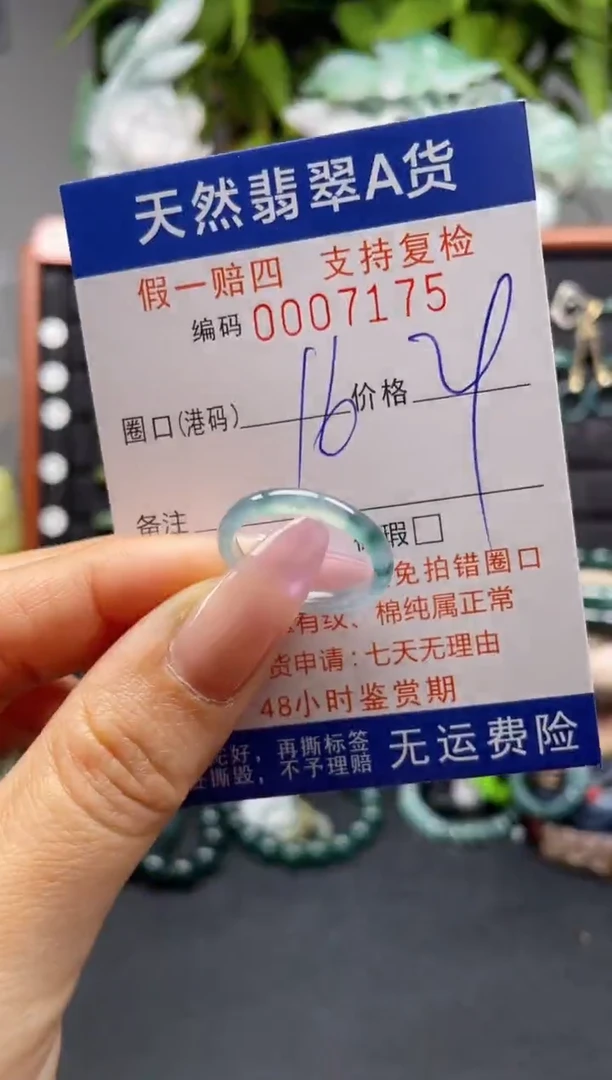 天然翡翠A货
假一赔四 支持复检
编码 0007175
圈口(港码) 16 价格
备注 瑕□
免拍错圈口
有纹、棉纯属正常
货申请：七天无理由
48小时鉴赏期
完好，再撕标签
撕毁，不予理赔
无运费险